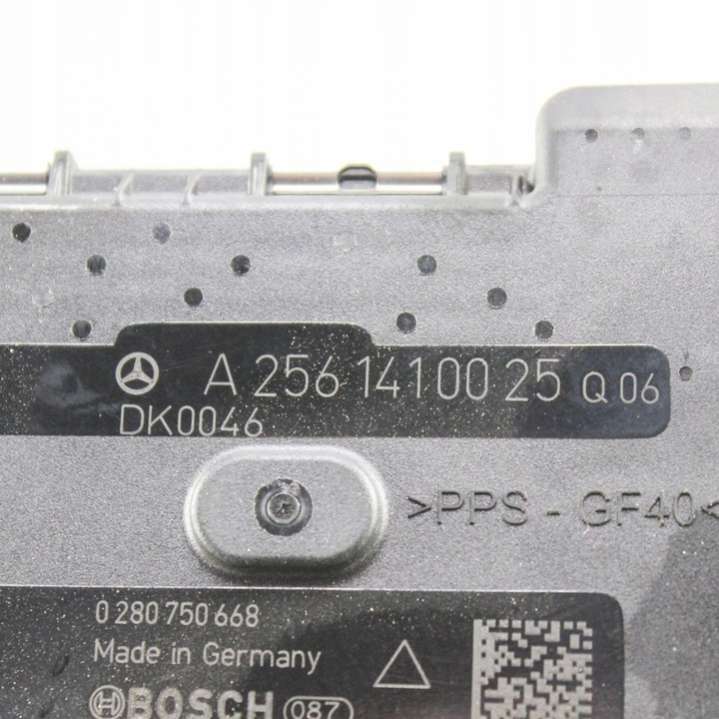 A 256 141 00 25 Q 06
DK0046
>PPS - GF40<
0 280 750 668
Made in Germany
BOSCH 087